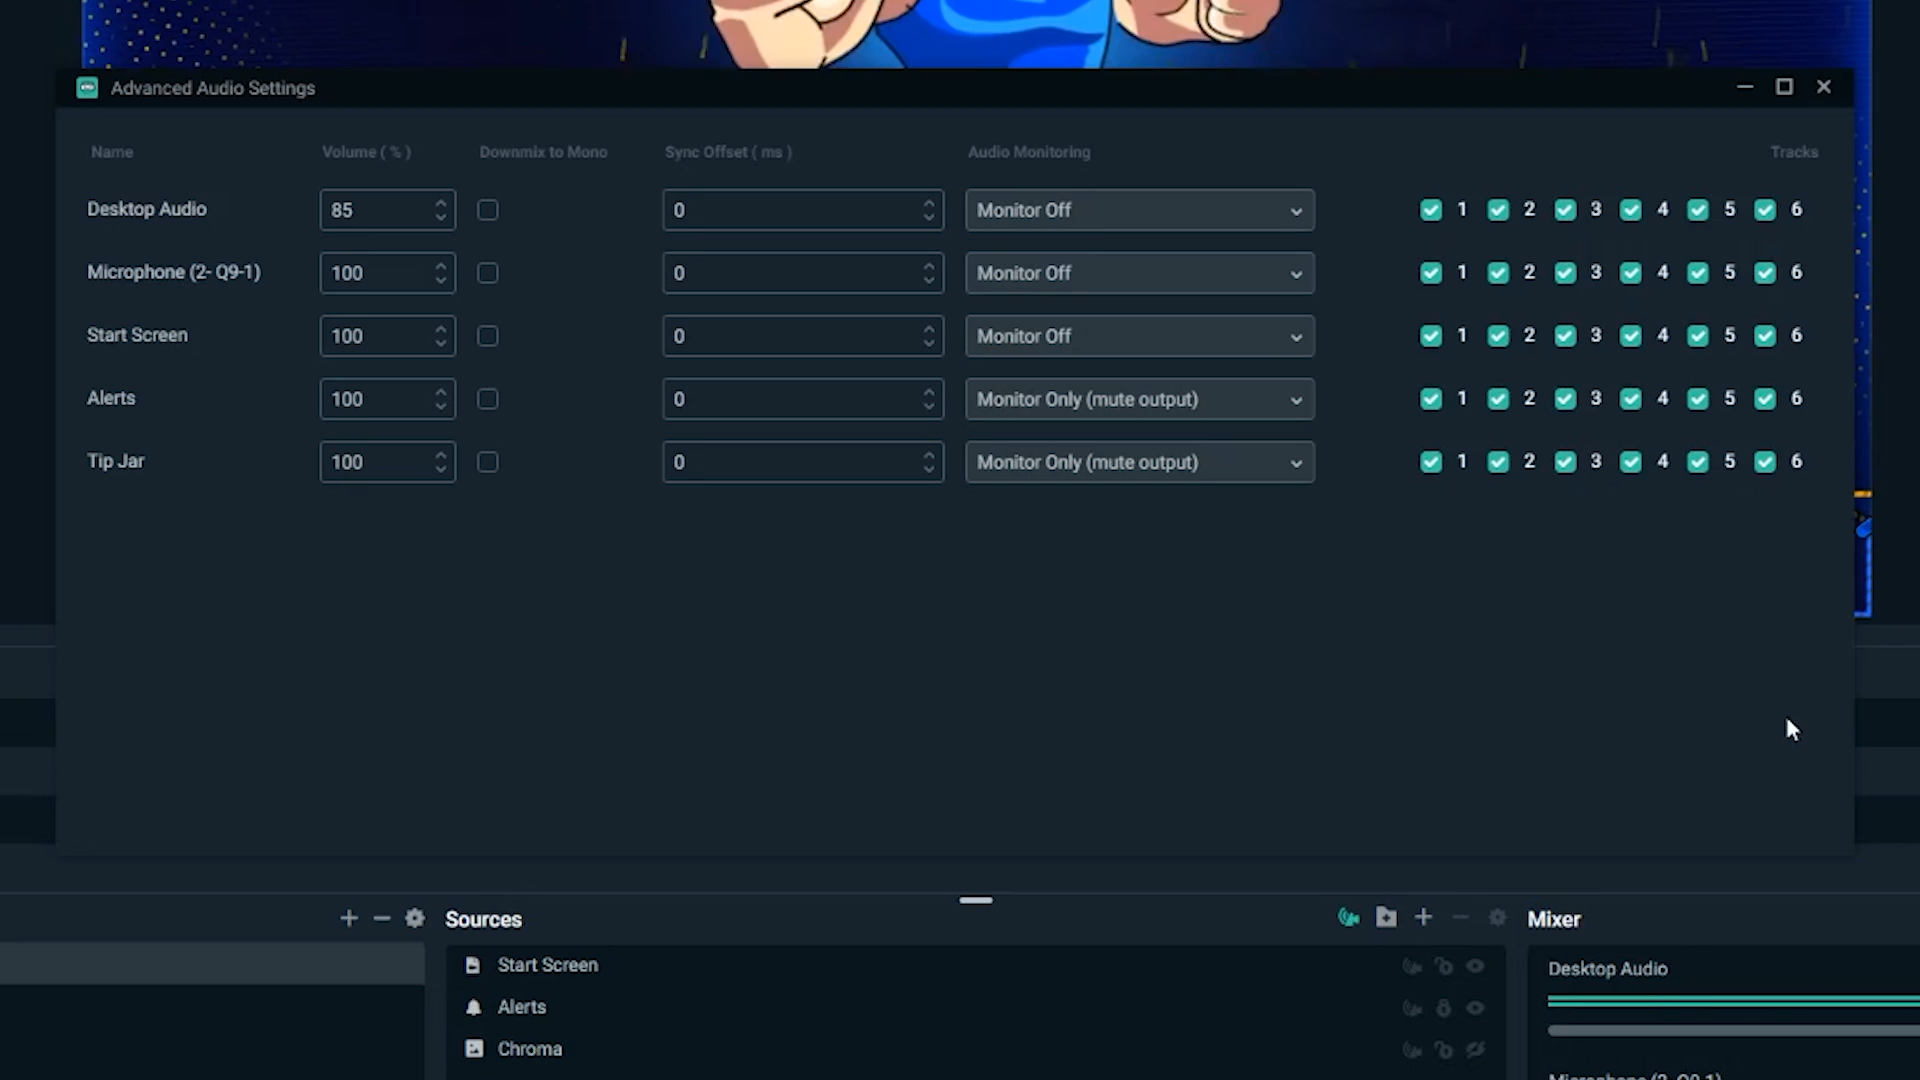 Advanced Audio Settings
Name Volume ( % ) Downmix to Mono Sync Offset ( ms ) Audio Monitoring Tracks
Desktop Audio 85 0 Monitor Off 1 2 3 4 5 6
Microphone (2- Q9-1) 100 0 Monitor Off 1 2 3 4 5 6
Start Screen 100 0 Monitor Off 1 2 3 4 5 6
Alerts 100 0 Monitor Only (mute output) 1 2 3 4 5 6
Tip Jar 100 0 Monitor Only (mute output) 1 2 3 4 5 6
Sources Mixer
Start Screen
Desktop Audio
Alerts
Chroma
Microphone (2- Q9-1)